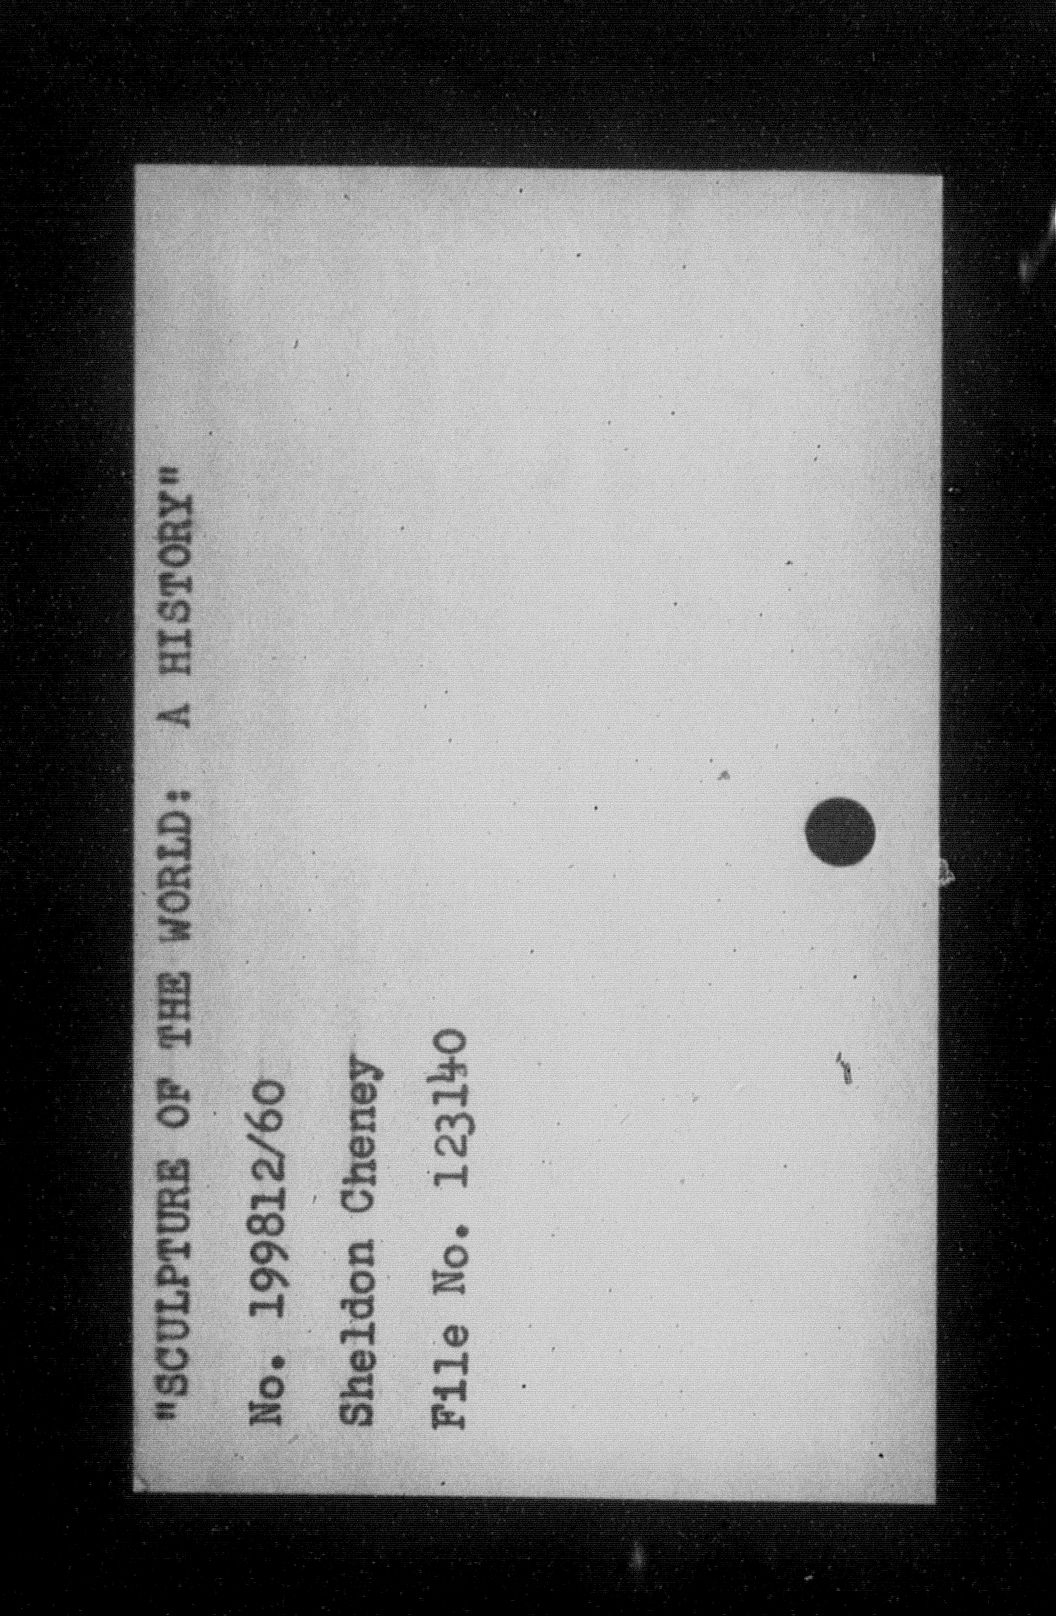 "SCULPTURE OF THE WORLD: A HISTORY"
No. 199812/60
Sheldon Cheney
File No. 123140